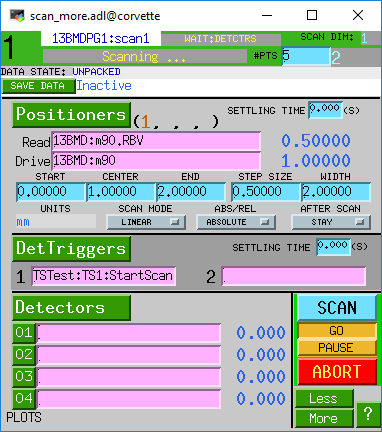 scan_more.adl@corvette
1 13BMDPG1:scan1 WAIT:DETCTRS SCAN DIM: 1
Scanning ... #PTS 5 2
DATA STATE: UNPACKED
SAVE DATA Inactive
Positioners (1, , , ) SETTLING TIME 0.000 (S)
Read 13BMD:m90.RBV 0.50000
Drive 13BMD:m90 1.00000
START CENTER END STEP SIZE WIDTH
0.00000 1.00000 2.00000 0.50000 2.00000
UNITS SCAN MODE ABS/REL AFTER SCAN
mm LINEAR ABSOLUTE STAY
DetTriggers SETTLING TIME 0.000 (S)
1 TSTest:TS1:StartScan 2
Detectors SCAN
01 0.000 GO
02 0.000 PAUSE
03 0.000 ABORT
04 0.000 Less
PLOTS More ?